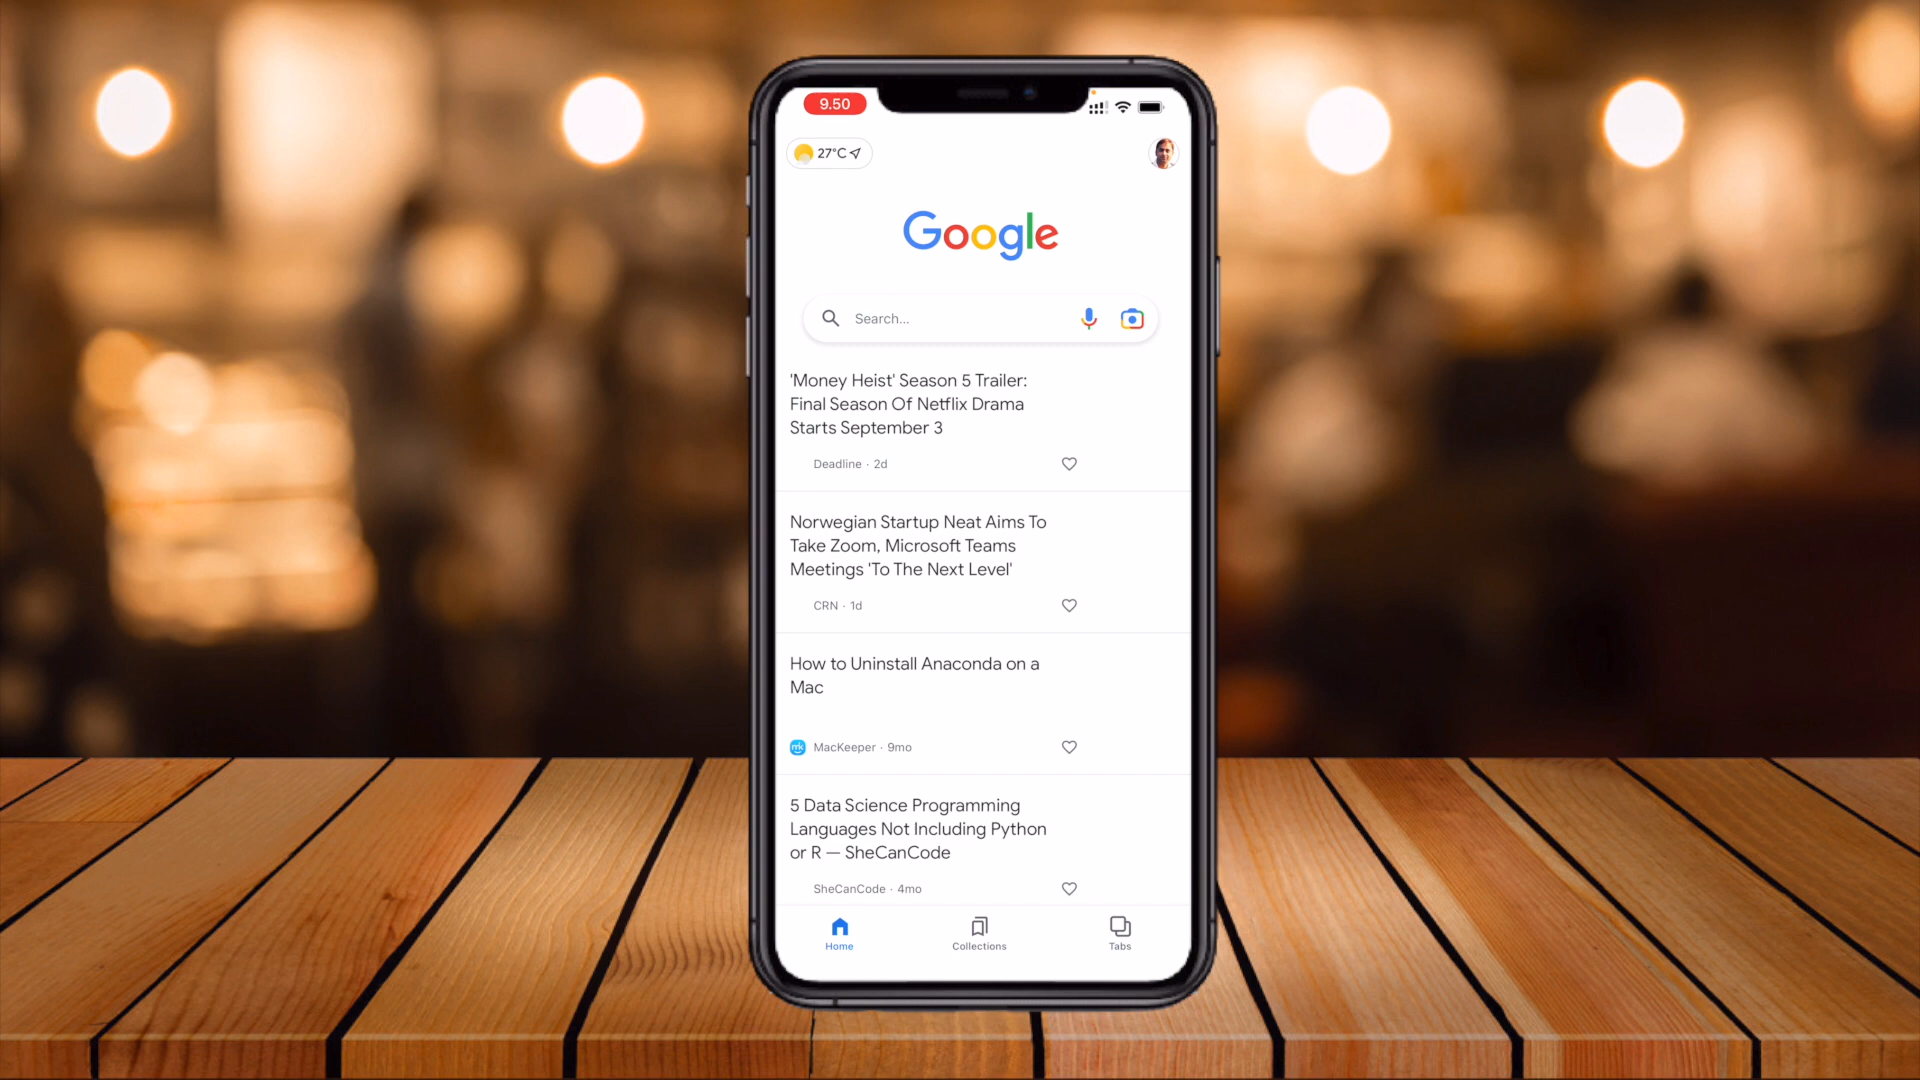 9.50
27°C
Google
Search...
'Money Heist' Season 5 Trailer:
Final Season Of Netflix Drama
Starts September 3
Deadline · 2d
Norwegian Startup Neat Aims To
Take Zoom, Microsoft Teams
Meetings 'To The Next Level'
CRN · 1d
How to Uninstall Anaconda on a
Mac
mk MacKeeper · 9mo
5 Data Science Programming
Languages Not Including Python
or R — SheCanCode
SheCanCode · 4mo
Home
Collections
Tabs